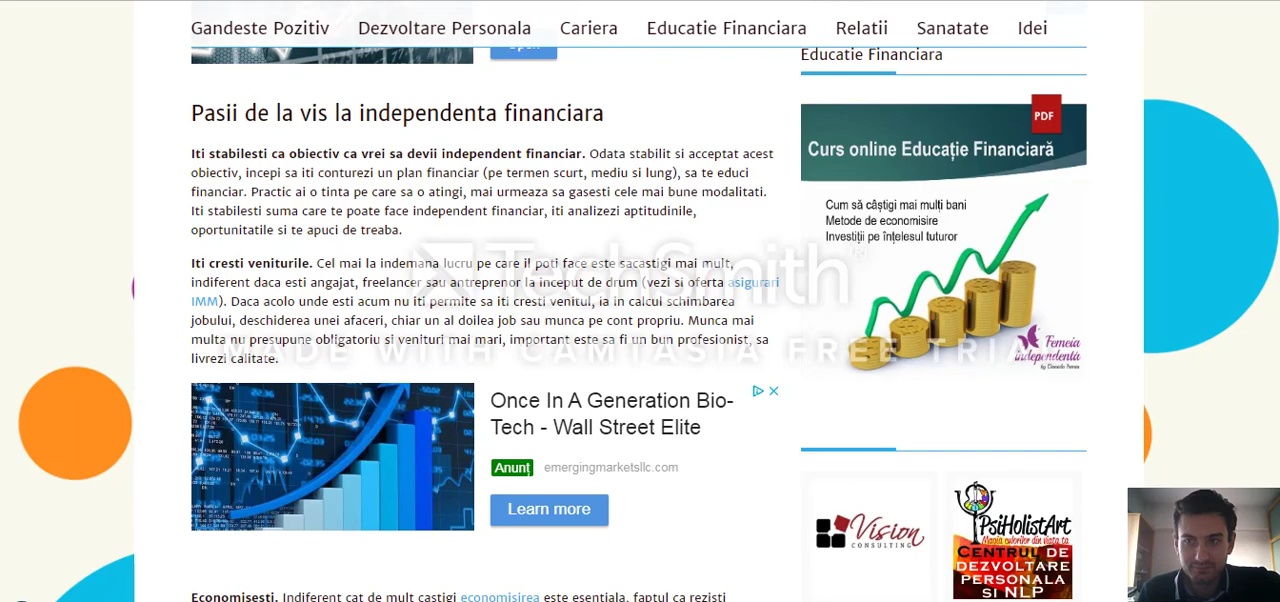 Gandeste Pozitiv Dezvoltare Personala Cariera Educatie Financiara Relatii Sanatate Idei
Open
Pasii de la vis la independenta financiara
Iti stabilesti ca obiectiv ca vrei sa devii independent financiar. Odata stabilit si acceptat acest
obiectiv, incepi sa iti conturezi un plan financiar (pe termen scurt, mediu si lung), sa te educi
financiar. Practic ai o tinta pe care sa o atingi, mai urmeaza sa gasesti cele mai bune modalitati.
Iti stabilesti suma care te poate face independent financiar, iti analizezi aptitudinile,
oportunitatile si te apuci de treaba.
Iti cresti veniturile. Cel mai la indemana lucru pe care il poti face este sacastigi mai mult,
indiferent daca esti angajat, freelancer sau antreprenor la inceput de drum (vezi si oferta asigurari
IMM). Daca acolo unde esti acum nu iti permite sa iti cresti venitul, ia in calcul schimbarea
jobului, deschiderea unei afaceri, chiar un al doilea job sau munca pe cont propriu. Munca mai
multa nu presupune obligatoriu si venituri mai mari, important este sa fi un bun profesionist, sa
livrezi calitate.
Once In A Generation Bio-
Tech - Wall Street Elite
Anunț emergingmarketsllc.com
Learn more
Economisesti. Indiferent cat de mult castigi economisirea este esentiala, faptul ca rezisti
Educatie Financiara
PDF
Curs online Educație Financiară
Cum să câștigi mai mulți bani
Metode de economisire
Investiții pe înțelesul tuturor
Femeia
independentă
by Daniela Fenea
Vision
CONSULTING
PsiHolistArt
Magia culorilor din viata ta
CENTRUL DE
DEZVOLTARE
PERSONALA
SI NLP
TechSmith
MADE WITH CAMTASIA FREE TRIAL